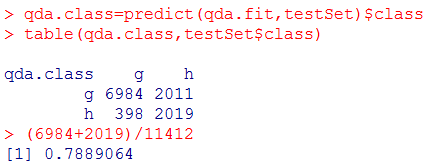 > qda.class=predict(qda.fit,testSet)$class
> table(qda.class,testSet$class)
qda.class g h
g 6984 2011
h 398 2019
> (6984+2019)/11412
[1] 0.7889064